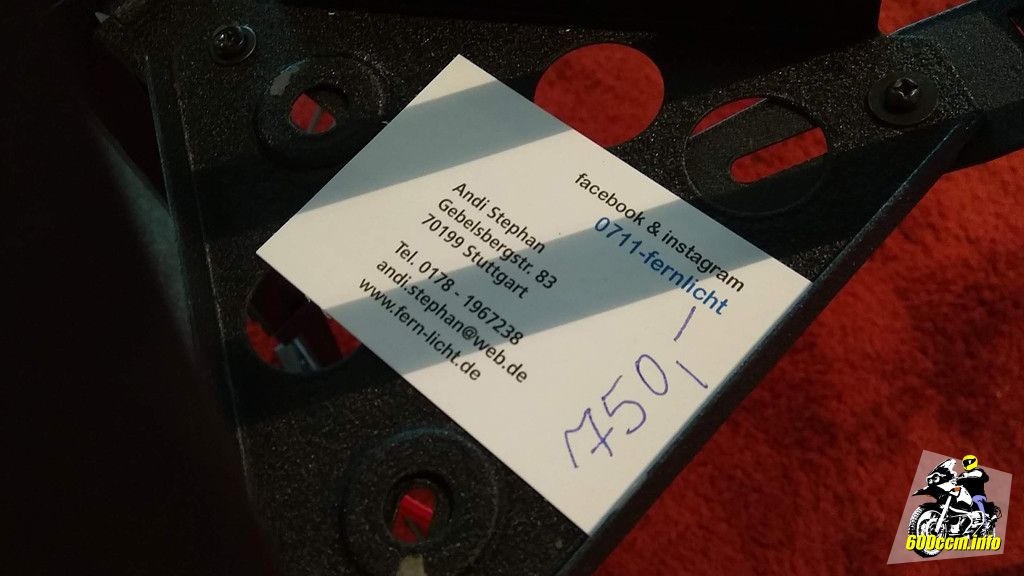 facebook & instagram
0711-fernlicht
Andi Stephan
Gebelsbergstr. 83
70199 Stuttgart
Tel. 0178 - 1967238
andi.stephan@web.de
www.fern-licht.de
750,-
600ccm.info